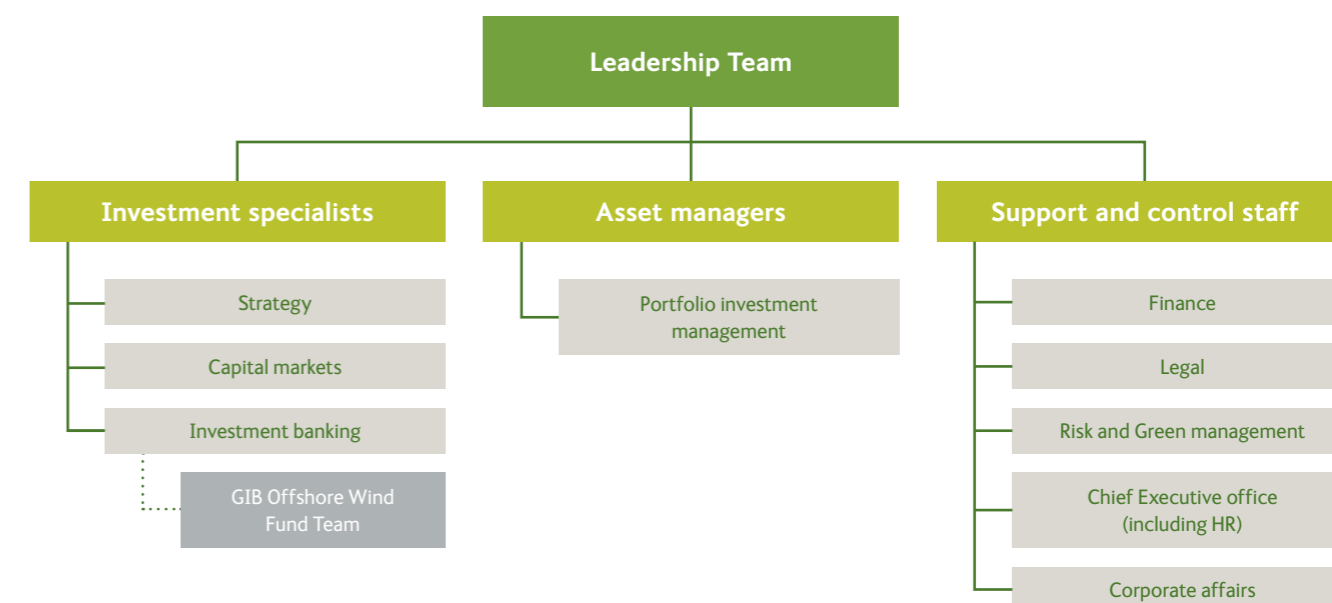 Leadership Team
Investment specialists
Strategy
Capital markets
Investment banking
GIB Offshore Wind
Fund Team
Asset managers
Portfolio investment
management
Support and control staff
Finance
Legal
Risk and Green management
Chief Executive office
(including HR)
Corporate affairs